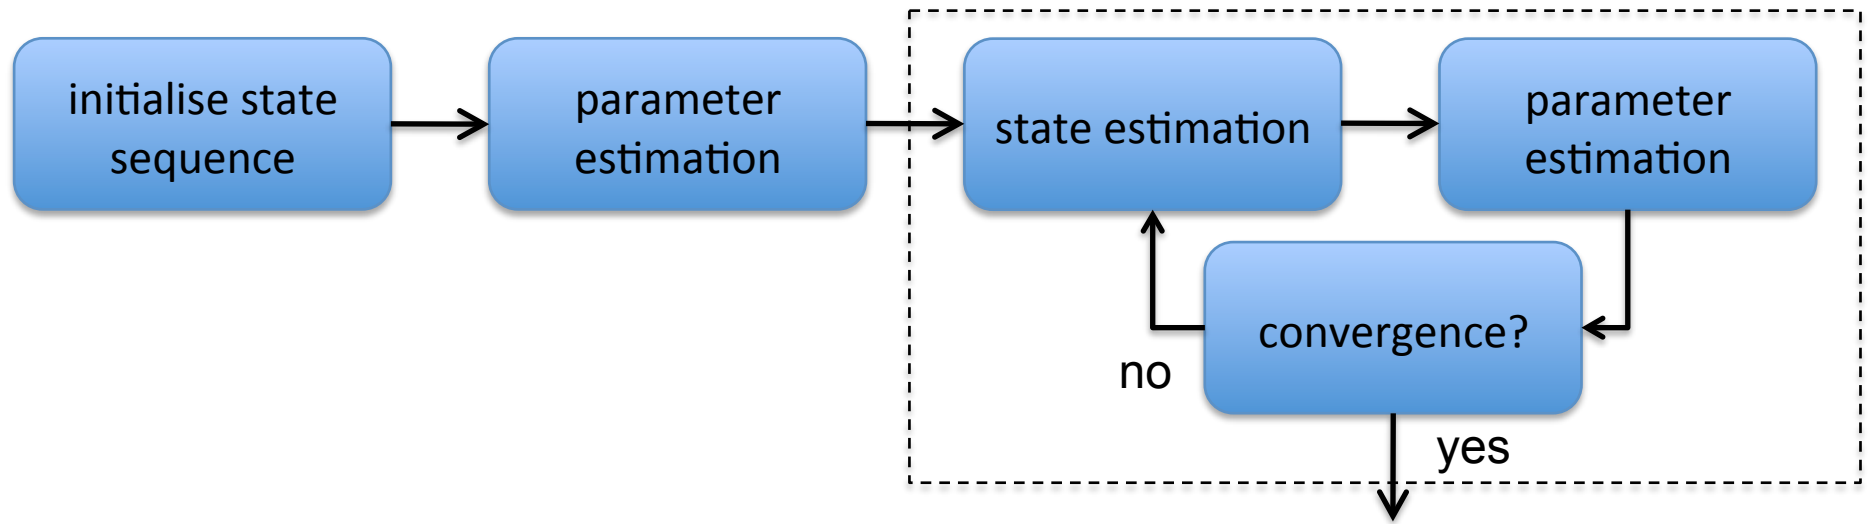 initialise state
sequence
parameter
estimation
state estimation
parameter
estimation
convergence?
no
yes